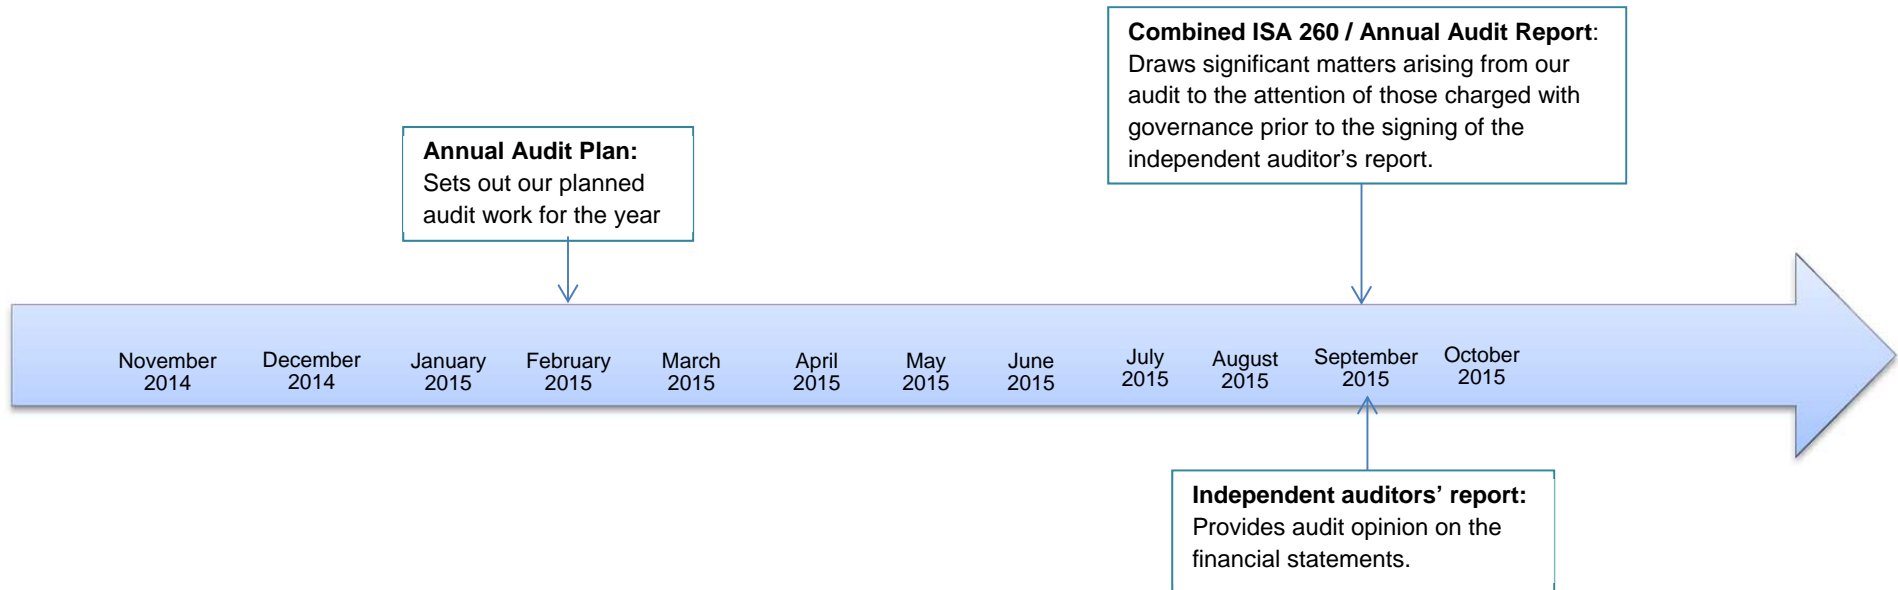 Combined ISA 260 / Annual Audit Report:
Draws significant matters arising from our
audit to the attention of those charged with
governance prior to the signing of the
independent auditor’s report.
Annual Audit Plan:
Sets out our planned
audit work for the year
November
2014
December
2014
January
2015
February
2015
March
2015
April
2015
May
2015
June
2015
July
2015
August
2015
September
2015
October
2015
Independent auditors’ report:
Provides audit opinion on the
financial statements.